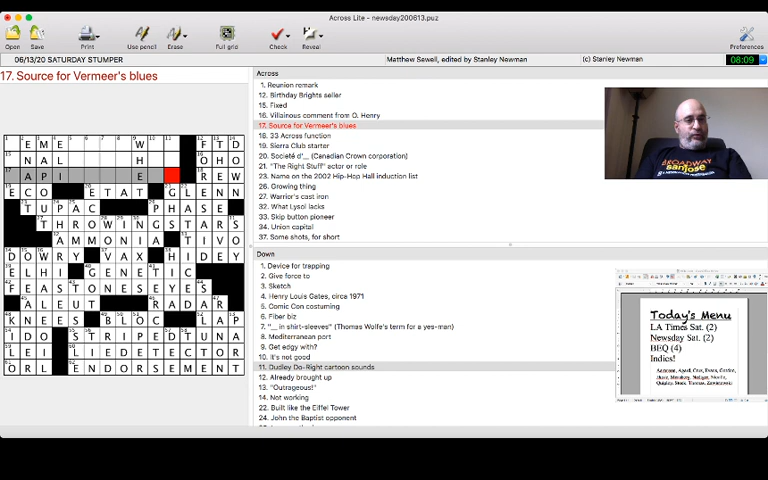 Across Lite - newsday200613.puz
Open Save Print Use pencil Erase Full grid Check Reveal Preferences
06/13/20 SATURDAY STUMPER Matthew Sewell, edited by Stanley Newman (c) Stanley Newman 08:09
17. Source for Vermeer's blues
Across
1. Reunion remark
12. Birthday Brights seller
15. Fixed
16. Villainous comment from O. Henry
17. Source for Vermeer's blues
18. 33 Across function
19. Sierra Club starter
20. Société d'__ (Canadian Crown corporation)
21. "The Right Stuff" actor or role
23. Name on the 2002 Hip-Hop Hall induction list
26. Growing thing
27. Warrior's cast iron
32. What Lysol lacks
33. Skip button pioneer
34. Union capital
37. Some shots, for short
Down
1. Device for trapping
2. Give force to
3. Sketch
4. Henry Louis Gates, circa 1971
5. Comic Con costuming
6. Fiber biz
7. "__ in shirt-sleeves" (Thomas Wolfe's term for a yes-man)
8. Mediterranean port
9. Get edgy with?
10. It's not good
11. Dudley Do-Right cartoon sounds
12. Already brought up
13. "Outrageous!"
14. Not working
22. Built like the Eiffel Tower
24. John the Baptist opponent
E M E W F T D
N A L H O H O
A P I E R E W
E C O E T A T G L E N N
T U P A C P H A S E
T H R O W I N G S T A R S
A M M O N I A T I V O
D O W R Y V A X H I D E Y
E L H I G E N E T I C
F E A S T O N E S E Y E S
A L E U T R A D A R
K N E E S B L O C L A P
I D O S T R I P E D T U N A
L E I L I E D E T E C T O R
O R L E N D O R S E M E N T
BROADWAY
san jose
Today's Menu
LA Times Sat. (2)
Newsday Sat. (2)
BEQ (4)
Indies!